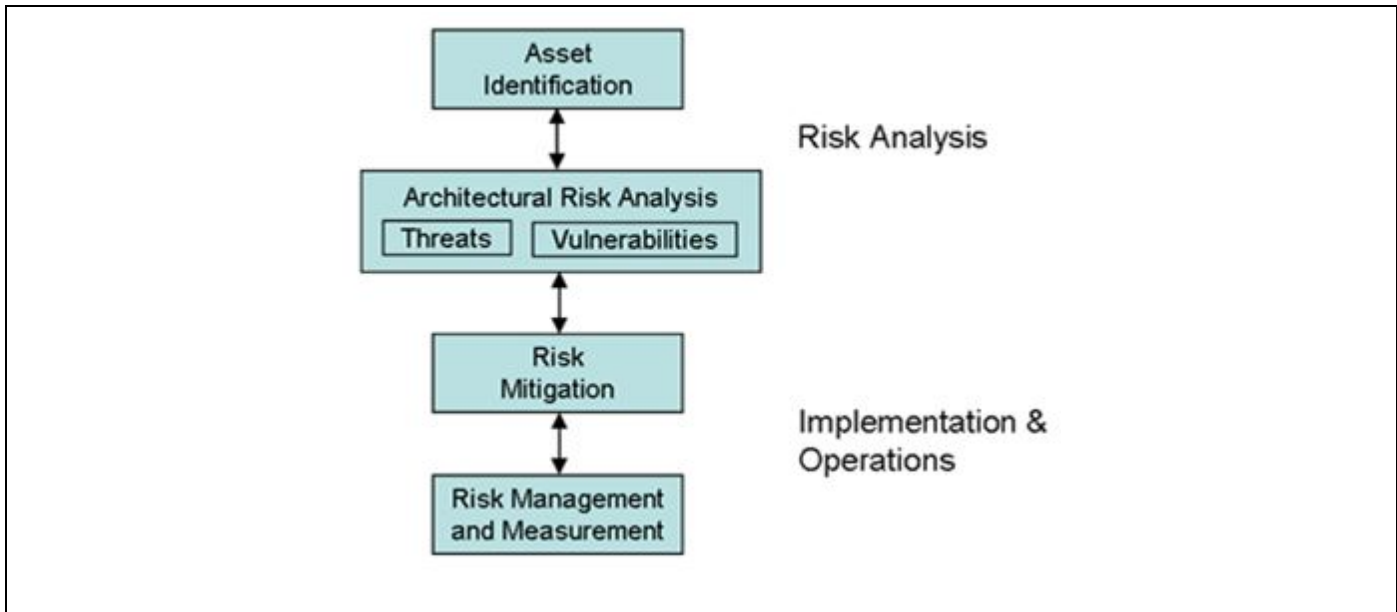 Asset
Identification
Risk Analysis
Architectural Risk Analysis
Threats
Vulnerabilities
Risk
Mitigation
Implementation &
Operations
Risk Management
and Measurement